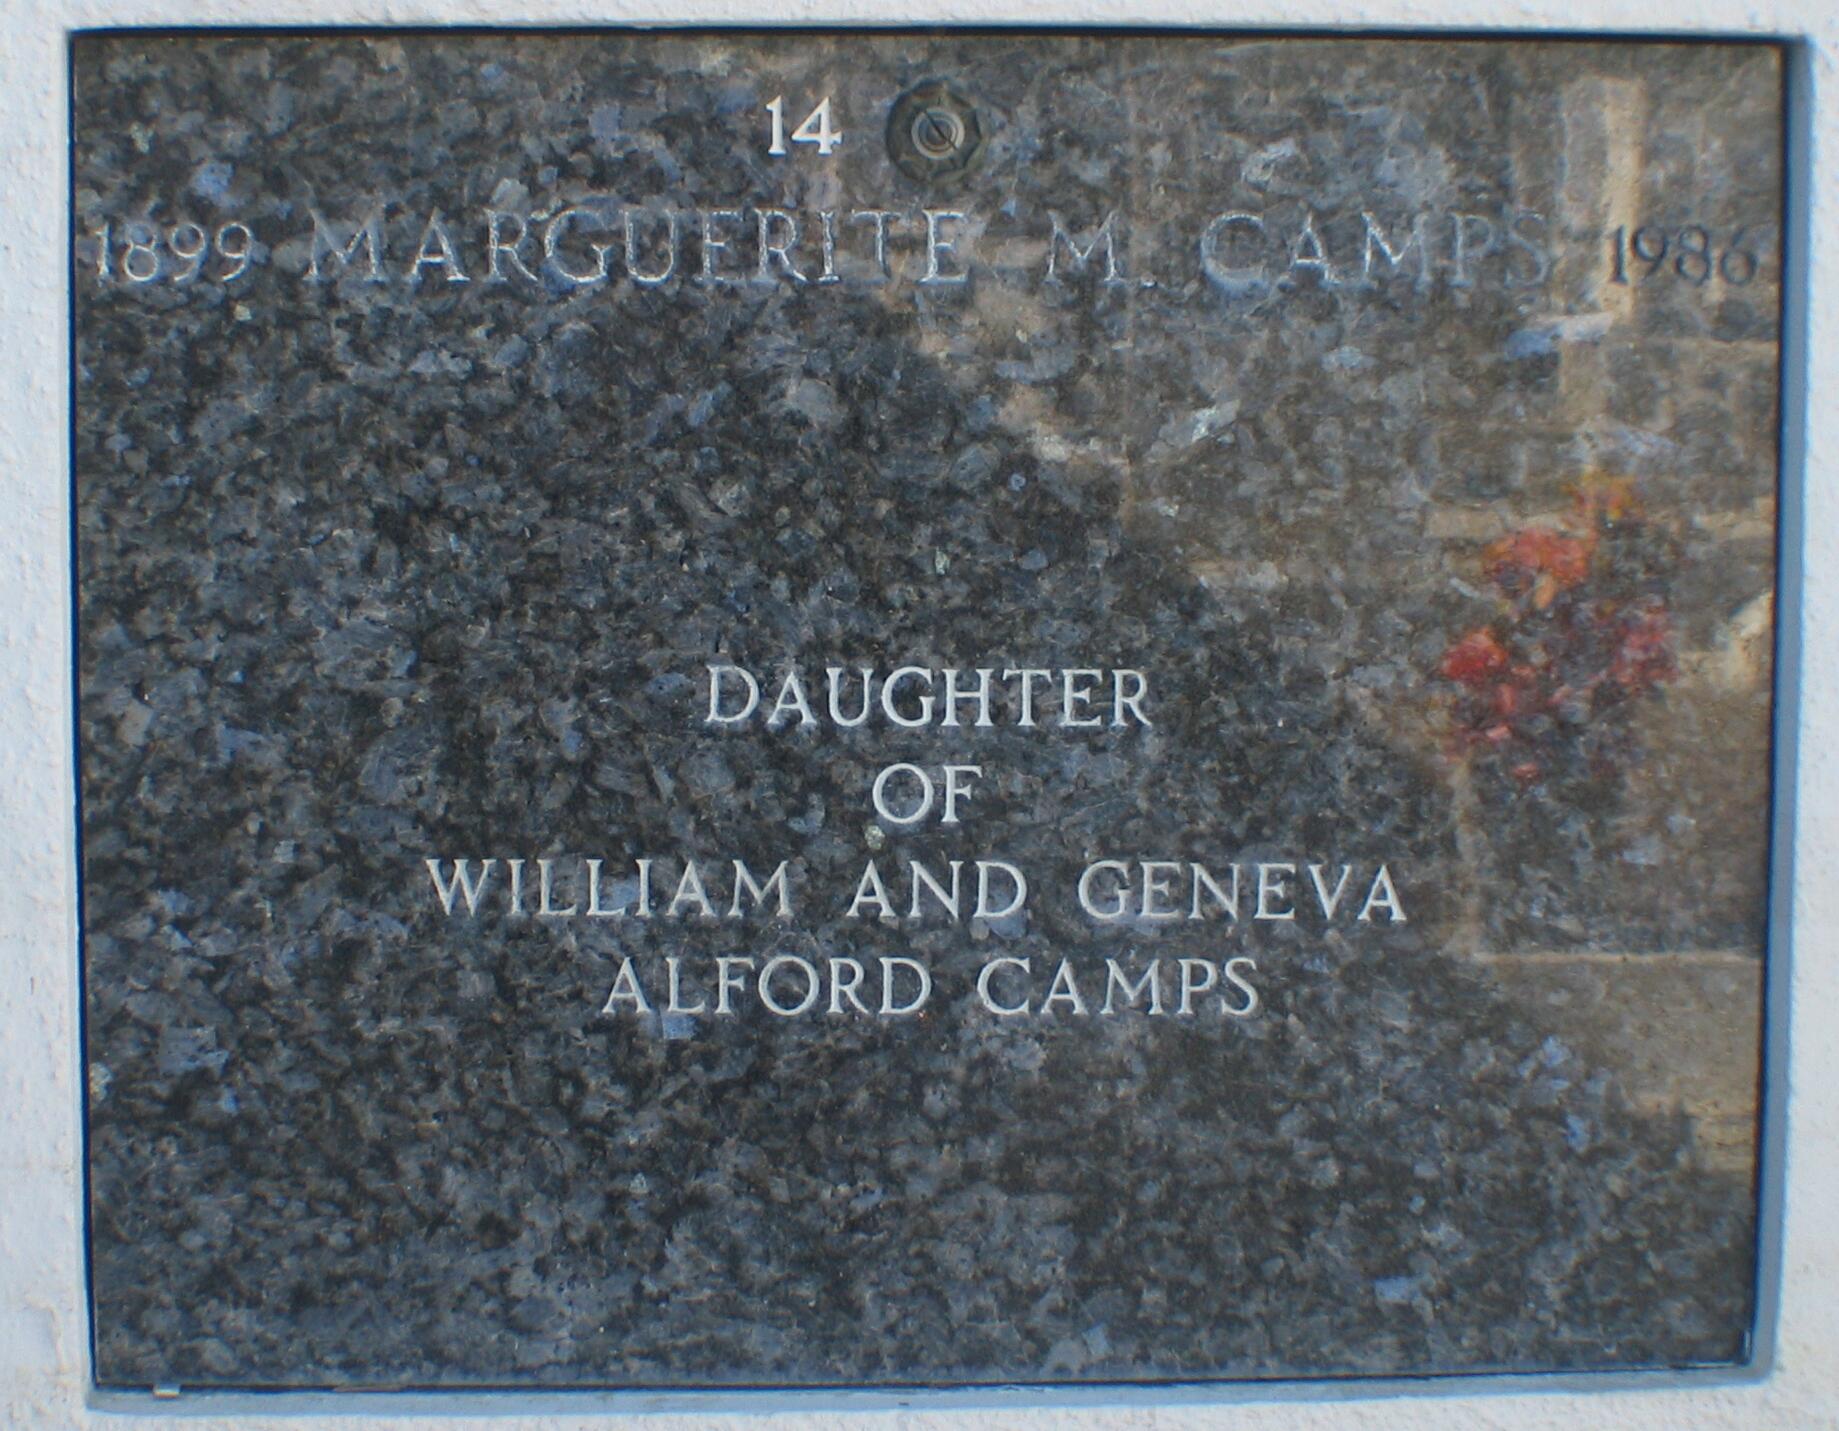 14
1899 MARGUERITE M. CAMPS 1986
DAUGHTER
OF
WILLIAM AND GENEVA
ALFORD CAMPS